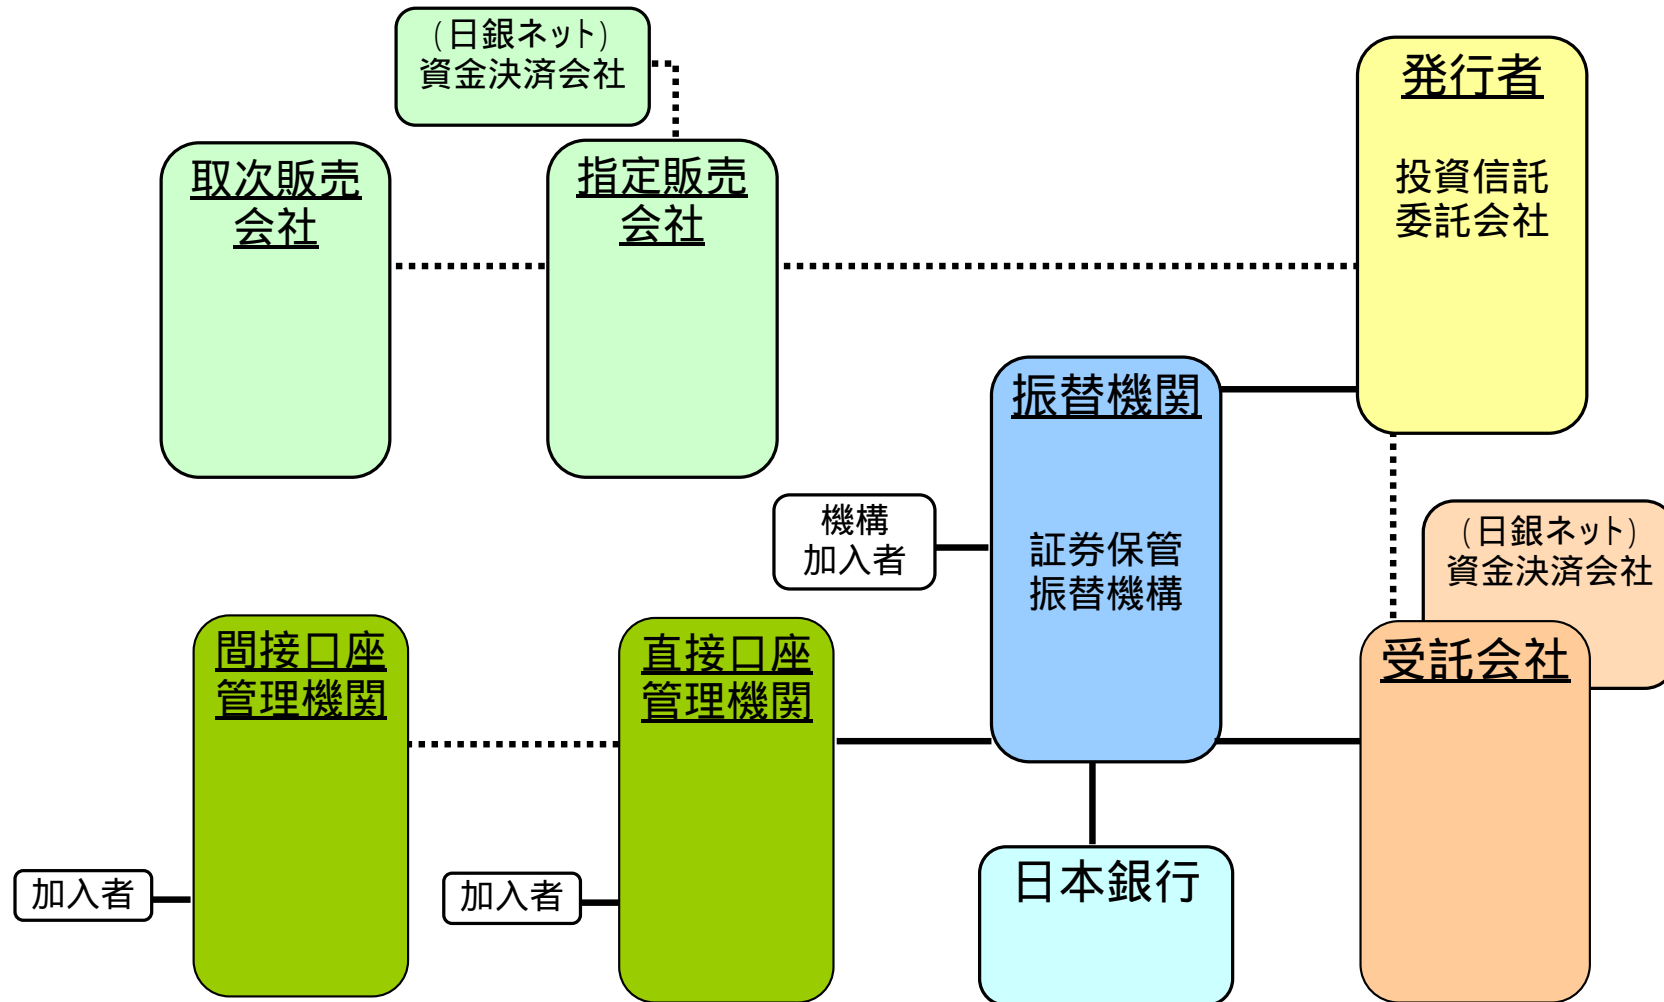 (日銀ネット)
資金決済会社
発行者
投資信託
委託会社
取次販売
会社
指定販売
会社
振替機関
証券保管
振替機構
機構
加入者
(日銀ネット)
資金決済会社
受託会社
間接口座
管理機関
直接口座
管理機関
加入者
加入者
日本銀行